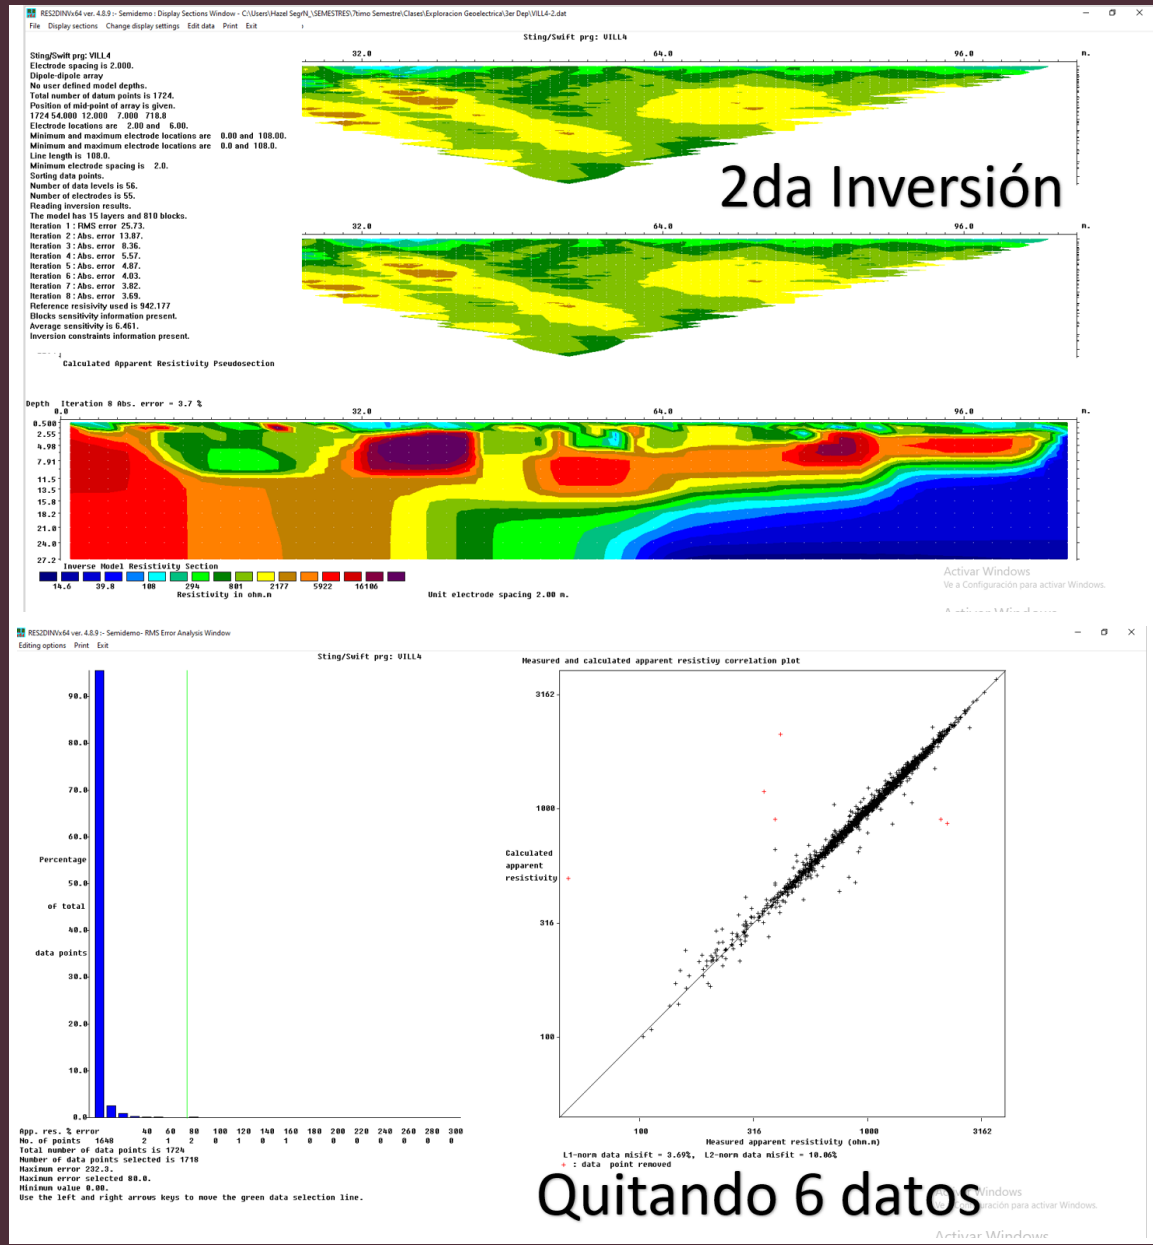 RES2DINVx64 ver. 4.8.9 :- Semidemo : Display Sections Window - C:\Users\Hazel SegrN_\SEMESTRES\7timo Semestre\Clases\Exploracion Geoelectrica\3er Dep\VILL4-2.dat
File Display sections Change display settings Edit data Print Exit
Sting/Swift prg: VILL4
32.0 64.0 96.0 m.
Sting/Swift prg: VILL4
Electrode spacing is 2.000.
Dipole-dipole array
No user defined model depths.
Total number of datum points is 1724.
Position of mid-point of array is given.
1724 54.000 12.000 7.000 718.8
Electrode locations are 2.00 and 6.00.
Minimum and maximum electrode locations are 0.00 and 108.00.
Minimum and maximum electrode locations are 0.0 and 108.0.
Line length is 108.0.
Minimum electrode spacing is 2.0.
Sorting data points.
Number of data levels is 56.
Number of electrodes is 55.
Reading inversion results.
The model has 15 layers and 810 blocks.
Iteration 1 : RMS error 25.73.
Iteration 2 : Abs. error 13.87.
Iteration 3 : Abs. error 8.36.
Iteration 4 : Abs. error 5.57.
Iteration 5 : Abs. error 4.87.
Iteration 6 : Abs. error 4.03.
Iteration 7 : Abs. error 3.82.
Iteration 8 : Abs. error 3.69.
Reference resisivity used is 942.177
Blocks sensitivity information present.
Average sensitivity is 6.461.
Inversion constraints information present.
2da Inversión
32.0 64.0 96.0 m.
Calculated Apparent Resistivity Pseudosection
Depth Iteration 8 Abs. error = 3.7 %
0.0 32.0 64.0 96.0 m.
0.500
2.55
4.98
7.91
11.5
13.5
15.8
18.2
21.0
24.0
27.2
Inverse Model Resistivity Section
14.6 39.8 108 294 801 2177 5922 16106
Resistivity in ohm.m
Unit electrode spacing 2.00 m.
Activar Windows
Ve a Configuración para activar Windows.
RES2DINVx64 ver. 4.8.9 :- Semidemo- RMS Error Analysis Window
Editing options Print Exit
Sting/Swift prg: VILL4
90.0
80.0
70.0
60.0
Percentage
50.0
of total
40.0
data points
30.0
20.0
10.0
0.0
App. res. % error 40 60 80 100 120 140 160 180 200 220 240 260 280 300
No. of points 1648 2 1 2 0 1 0 1 0 0 0 0 0 0 0
Total number of data points is 1724
Number of data points selected is 1718
Maximum error 232.3.
Maximum error selected 80.0.
Minimum value 0.00.
Use the left and right arrows keys to move the green data selection line.
Measured and calculated apparent resistivy correlation plot
3162
1000
Calculated
apparent
resistivity
316
100
100 316 1000 3162
Measured apparent resistivity (ohm.m)
L1-norm data misift = 3.69%, L2-norm data misfit = 10.06%
+ : data point removed
Quitando 6 datos